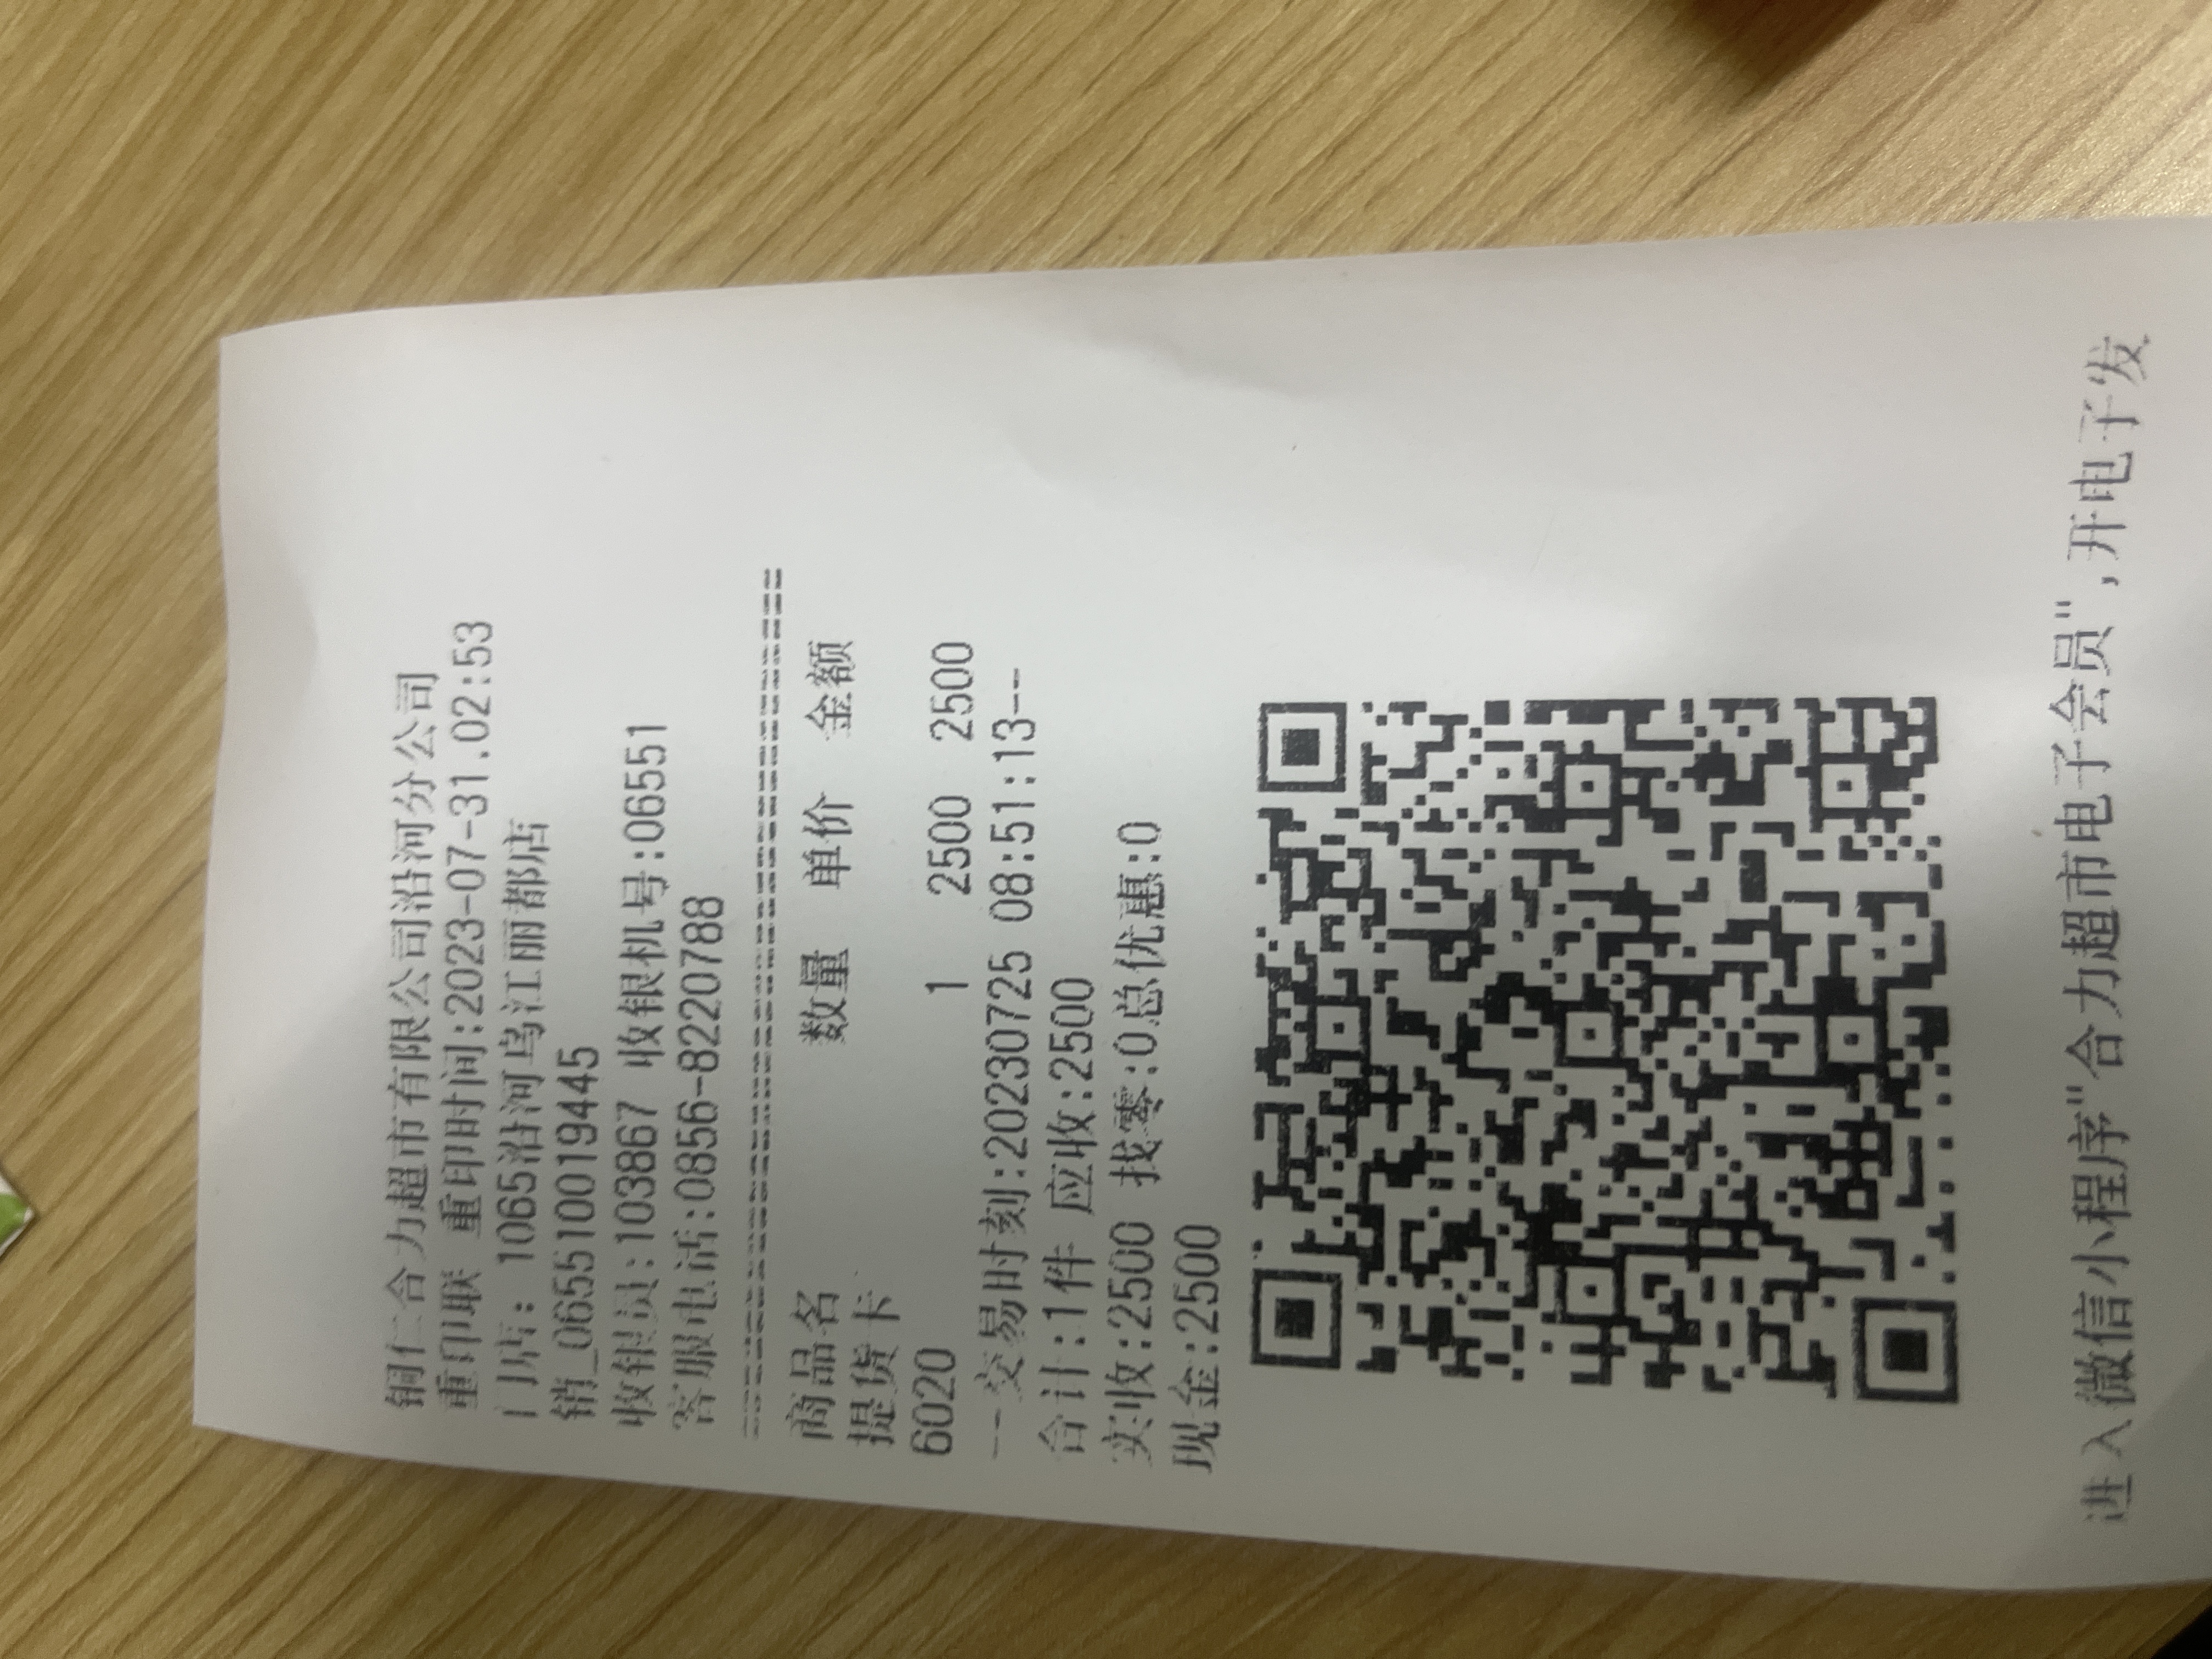 铜仁合力超市有限公司沿河分公司
重印联 重印时间:2023-07-31.02:53
门店: 1065沿河乌江丽都店
销_065510019445
收银员:103867 收银机号:06551
客服电话:0856-8220788
================================
商品名 数量 单价 金额
提货卡
6020 1 2500 2500
--交易时刻:20230725 08:51:13--
合计:1件 应收:2500
实收:2500 找零:0总优惠:0
现金:2500
进入微信小程序"合力超市电子会员",开电子发